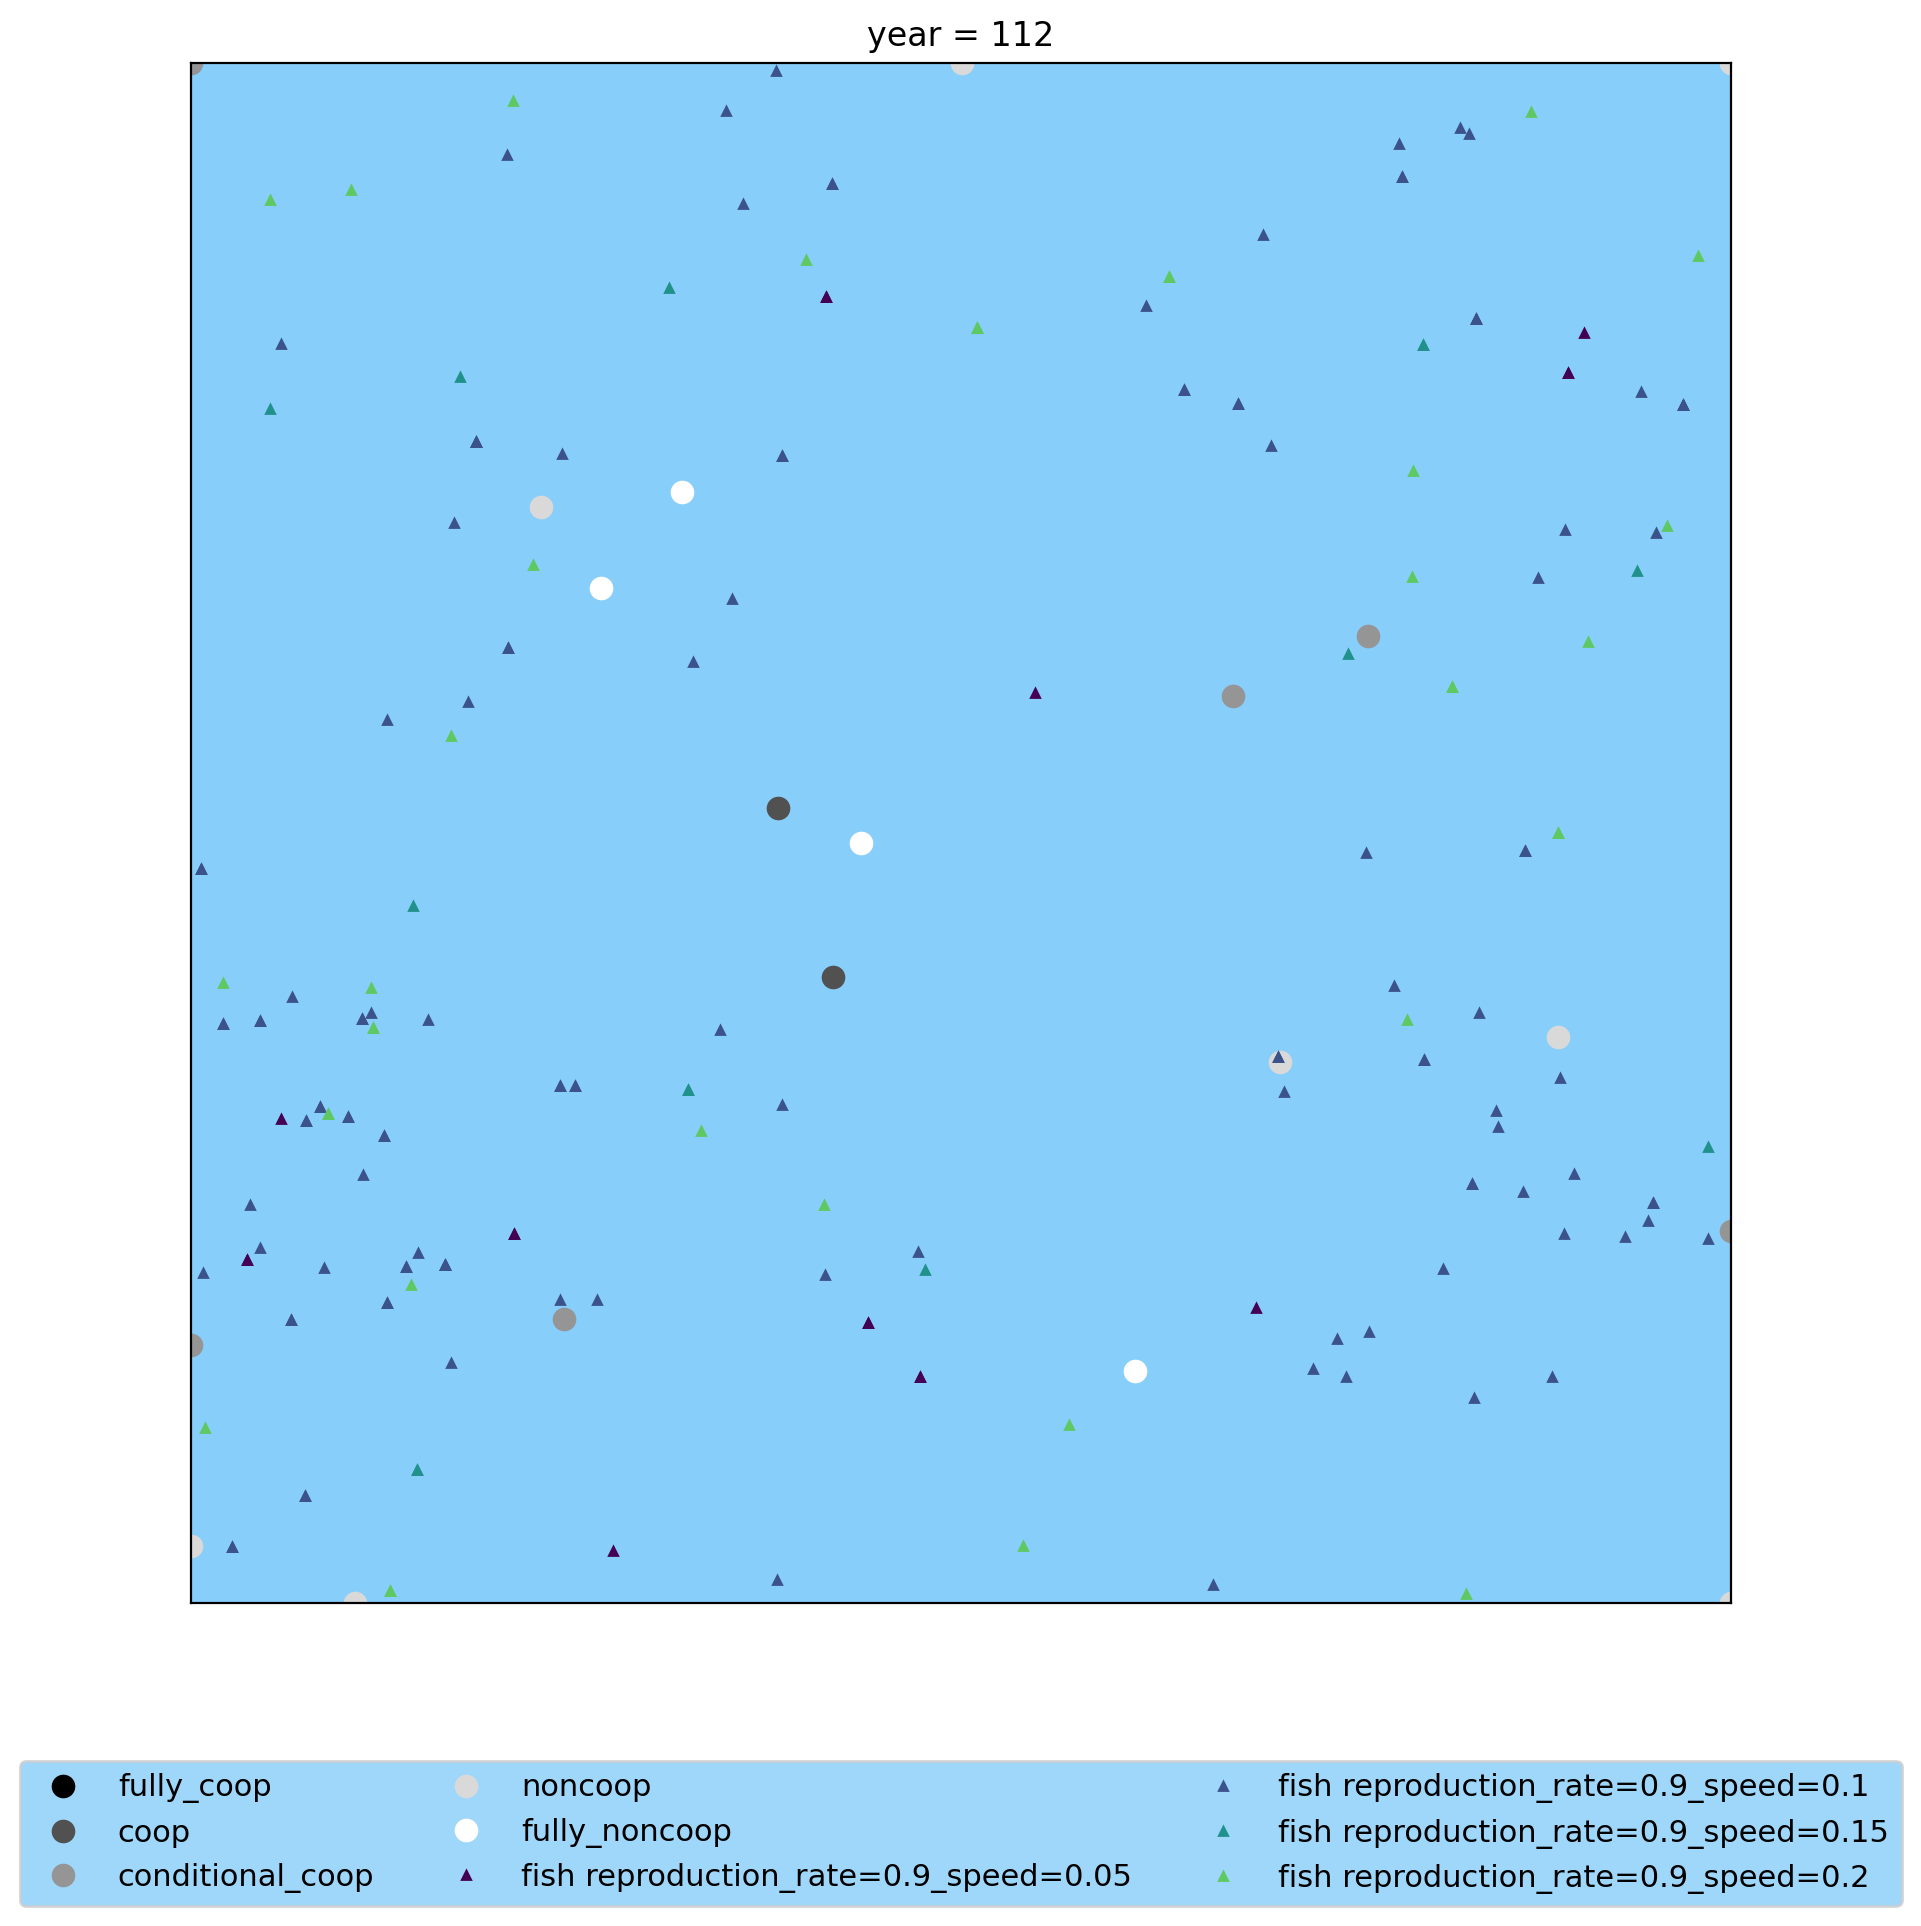 year = 112
fully_coop
coop
conditional_coop
noncoop
fully_noncoop
fish reproduction_rate=0.9_speed=0.05
fish reproduction_rate=0.9_speed=0.1
fish reproduction_rate=0.9_speed=0.15
fish reproduction_rate=0.9_speed=0.2